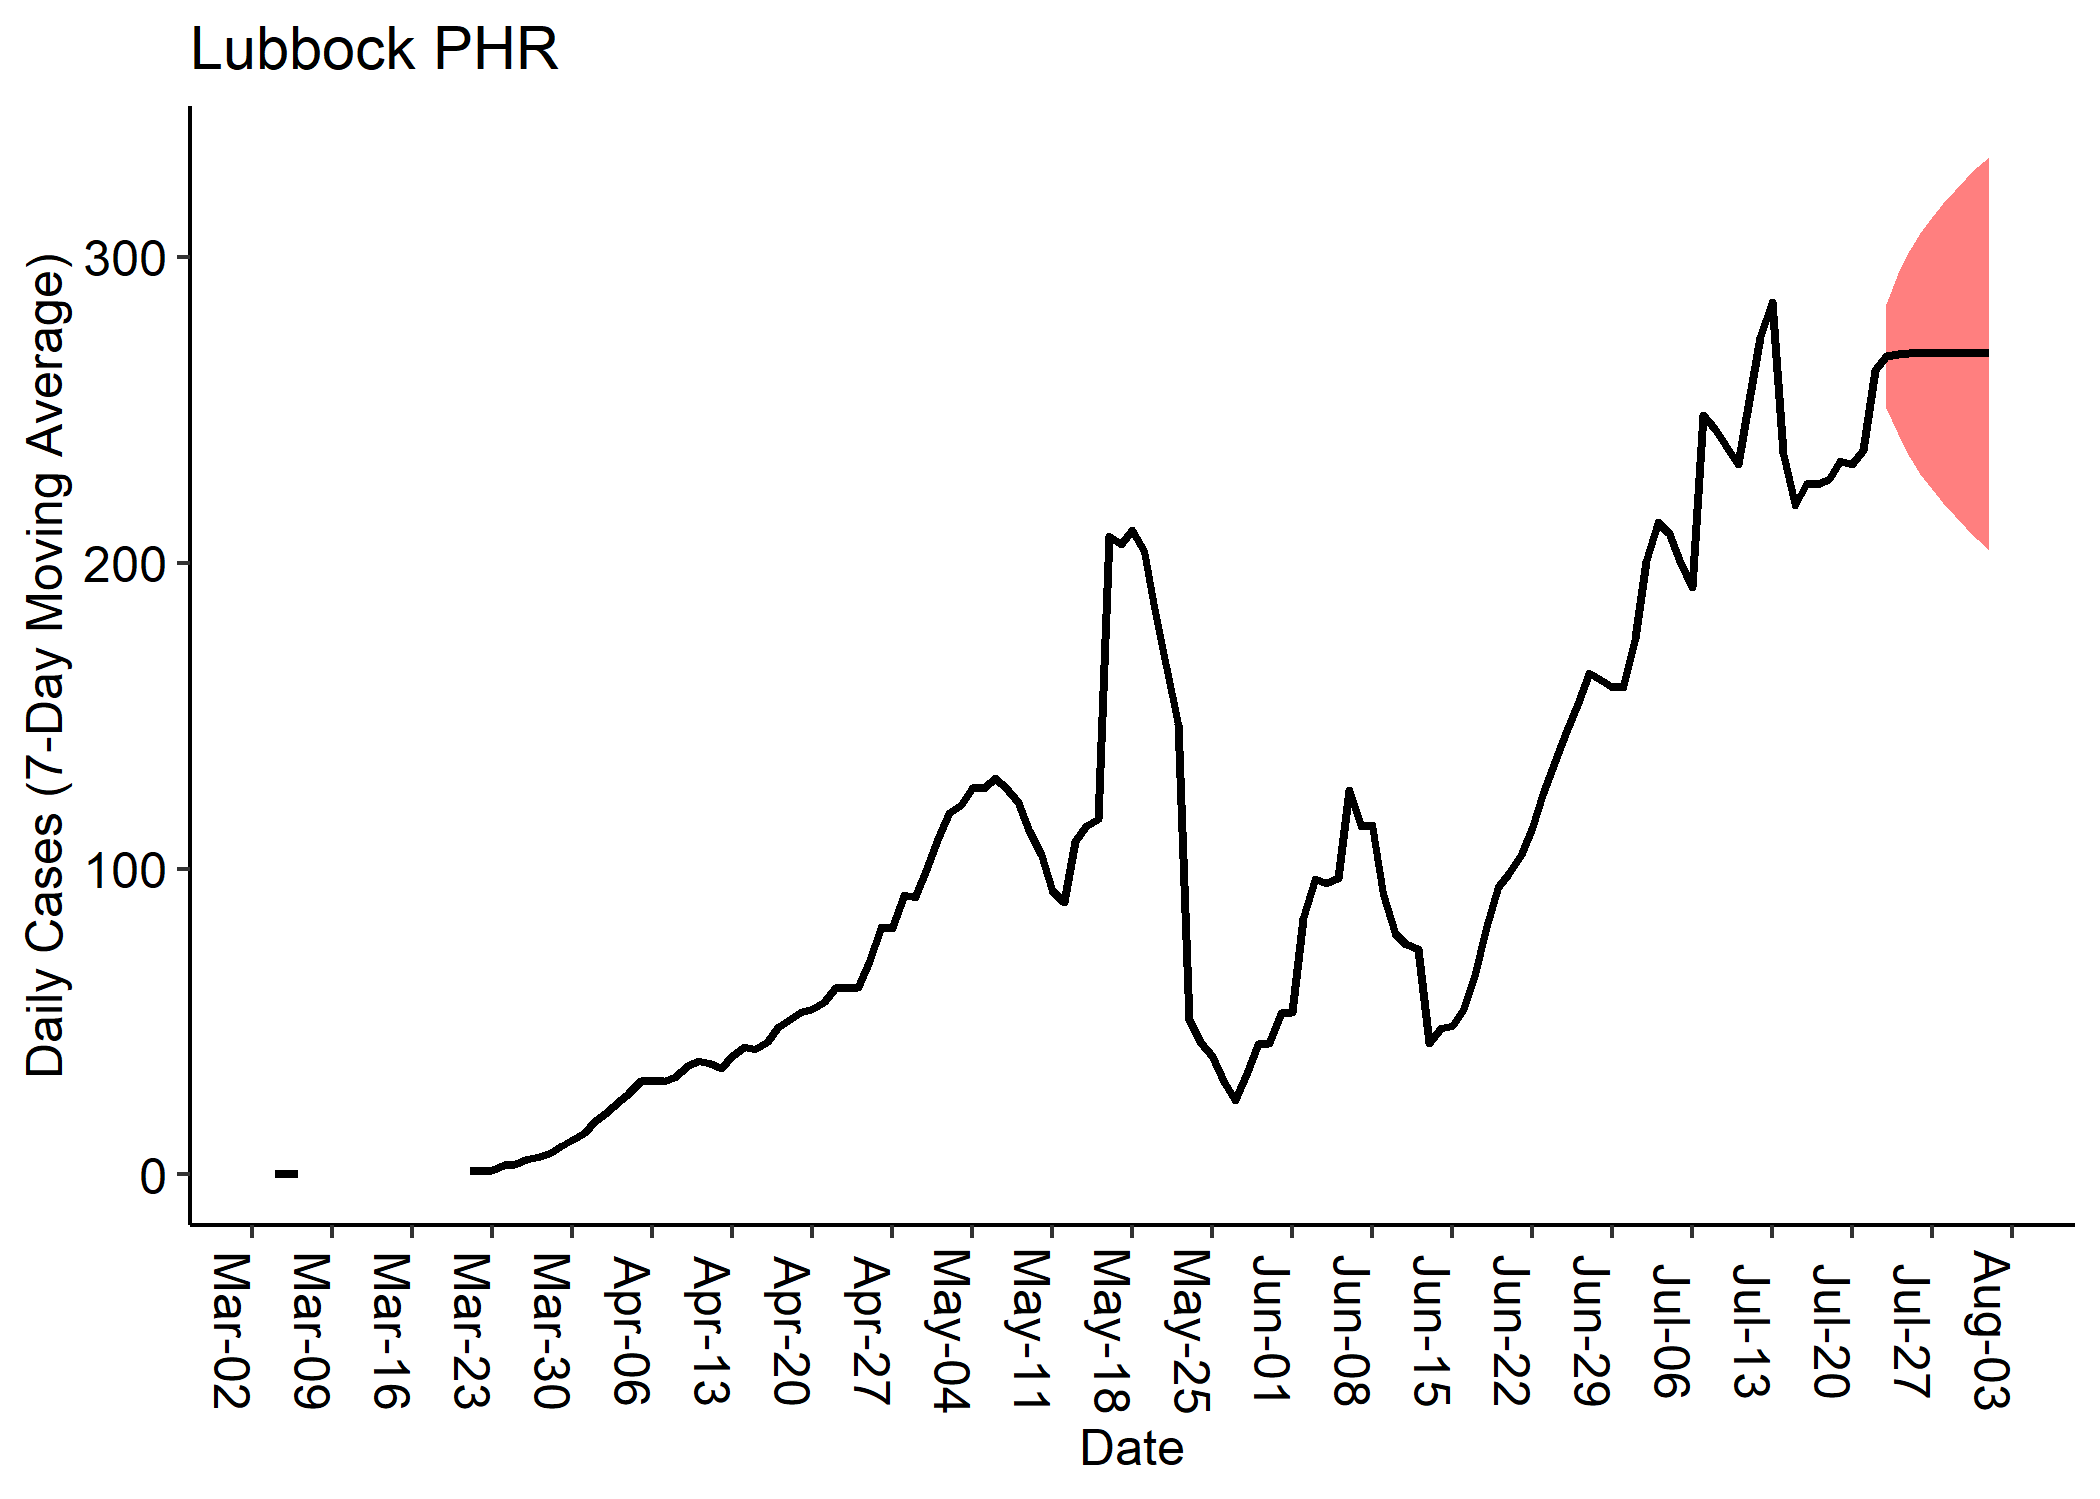 Lubbock PHR
Daily Cases (7-Day Moving Average)
300
200
100
0
Mar-02
Mar-09
Mar-16
Mar-23
Mar-30
Apr-06
Apr-13
Apr-20
Apr-27
May-04
May-11
May-18
May-25
Jun-01
Jun-08
Jun-15
Jun-22
Jun-29
Jul-06
Jul-13
Jul-20
Jul-27
Aug-03
Date